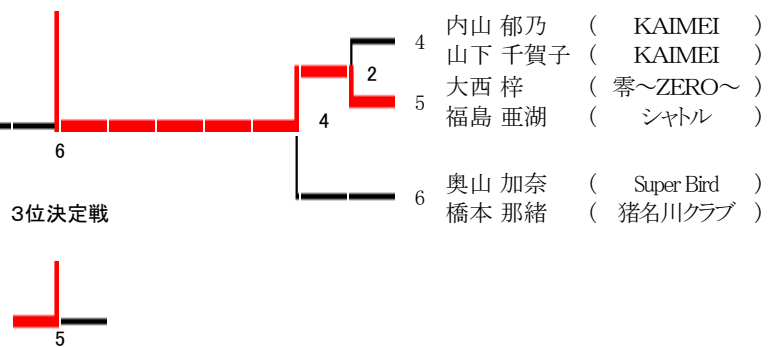 4 内山 郁乃 ( KAIMEI )
山下 千賀子 ( KAIMEI )
2
5 大西 梓 ( 零～ZERO～ )
福島 亜湖 ( シャトル )
4
6
6 奥山 加奈 ( Super Bird )
橋本 那緒 ( 猪名川クラブ )
3位決定戦
5